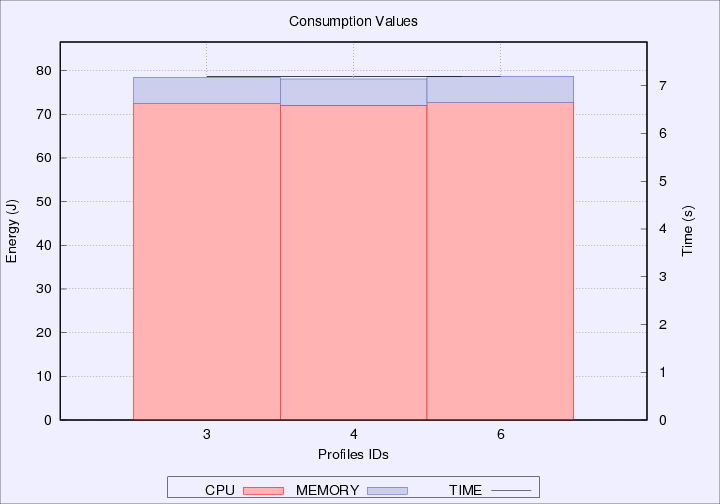 Consumption Values
80
70
60
50
40
30
20
10
0
Energy (J)
7
6
5
4
3
2
1
0
Time (s)
3 4 6
Profiles IDs
CPU MEMORY TIME